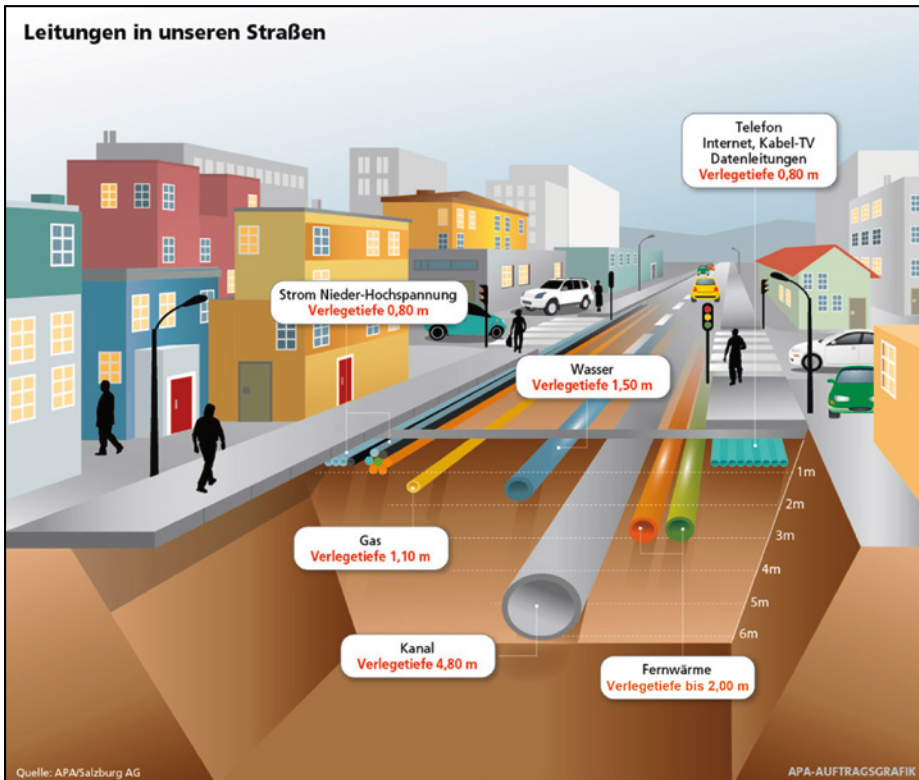 Leitungen in unseren Straßen
Telefon
Internet, Kabel-TV
Datenleitungen
Verlegetiefe 0,80 m
Strom Nieder-Hochspannung
Verlegetiefe 0,80 m
Wasser
Verlegetiefe 1,50 m
1m
2m
3m
4m
5m
6m
Gas
Verlegetiefe 1,10 m
Kanal
Verlegetiefe 4,80 m
Fernwärme
Verlegetiefe bis 2,00 m
Quelle: APA/Salzburg AG
APA-AUFTRAGSGRAFIK